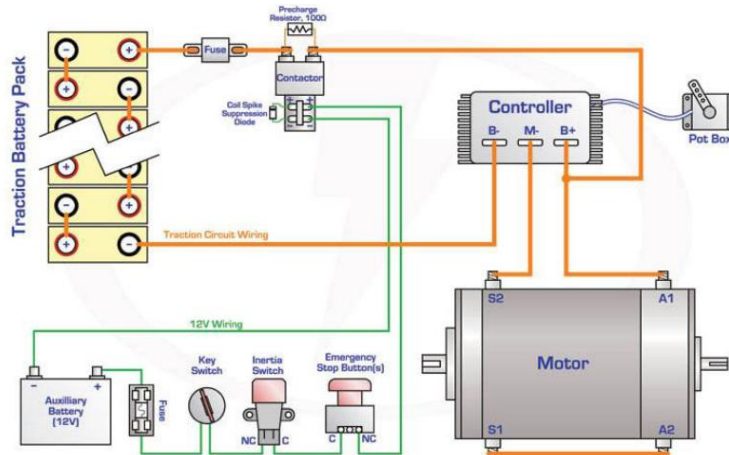 Precharge
Resistor, 100Ω
Fuse
Contactor
Coil Spike
Suppression
Diode
Traction Battery Pack
Controller
B- M- B+
Pot Box
Traction Circuit Wiring
12V Wiring
S2 A1
Motor
S1 A2
Key
Switch
Inertia
Switch
Emergency
Stop Button(s)
Auxilliary
Battery
(12V)
Fuse
NC C
C NC